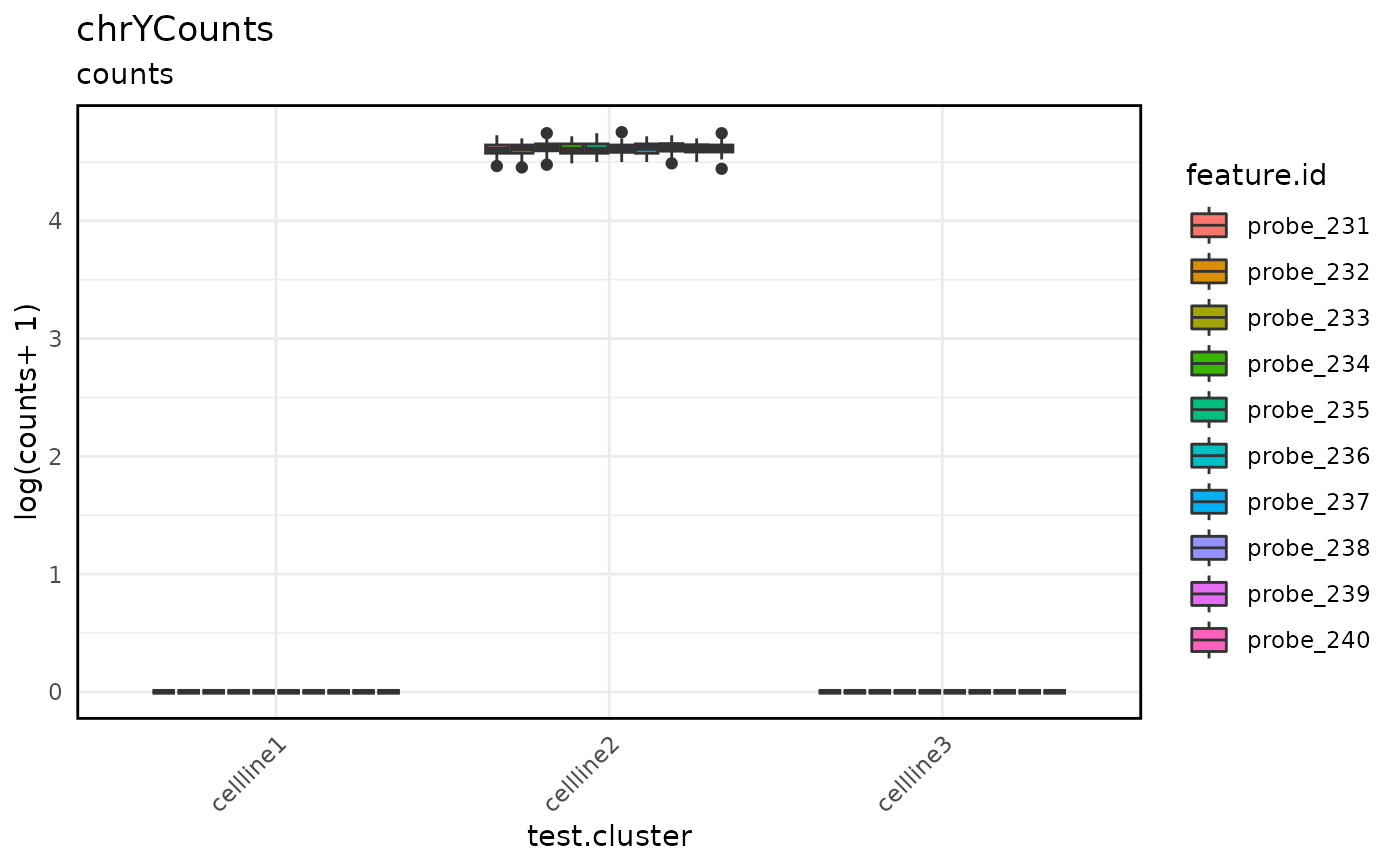 chrYCounts
counts
log(counts+ 1)
4
3
2
1
0
cellline1
cellline2
cellline3
test.cluster
feature.id
probe_231
probe_232
probe_233
probe_234
probe_235
probe_236
probe_237
probe_238
probe_239
probe_240